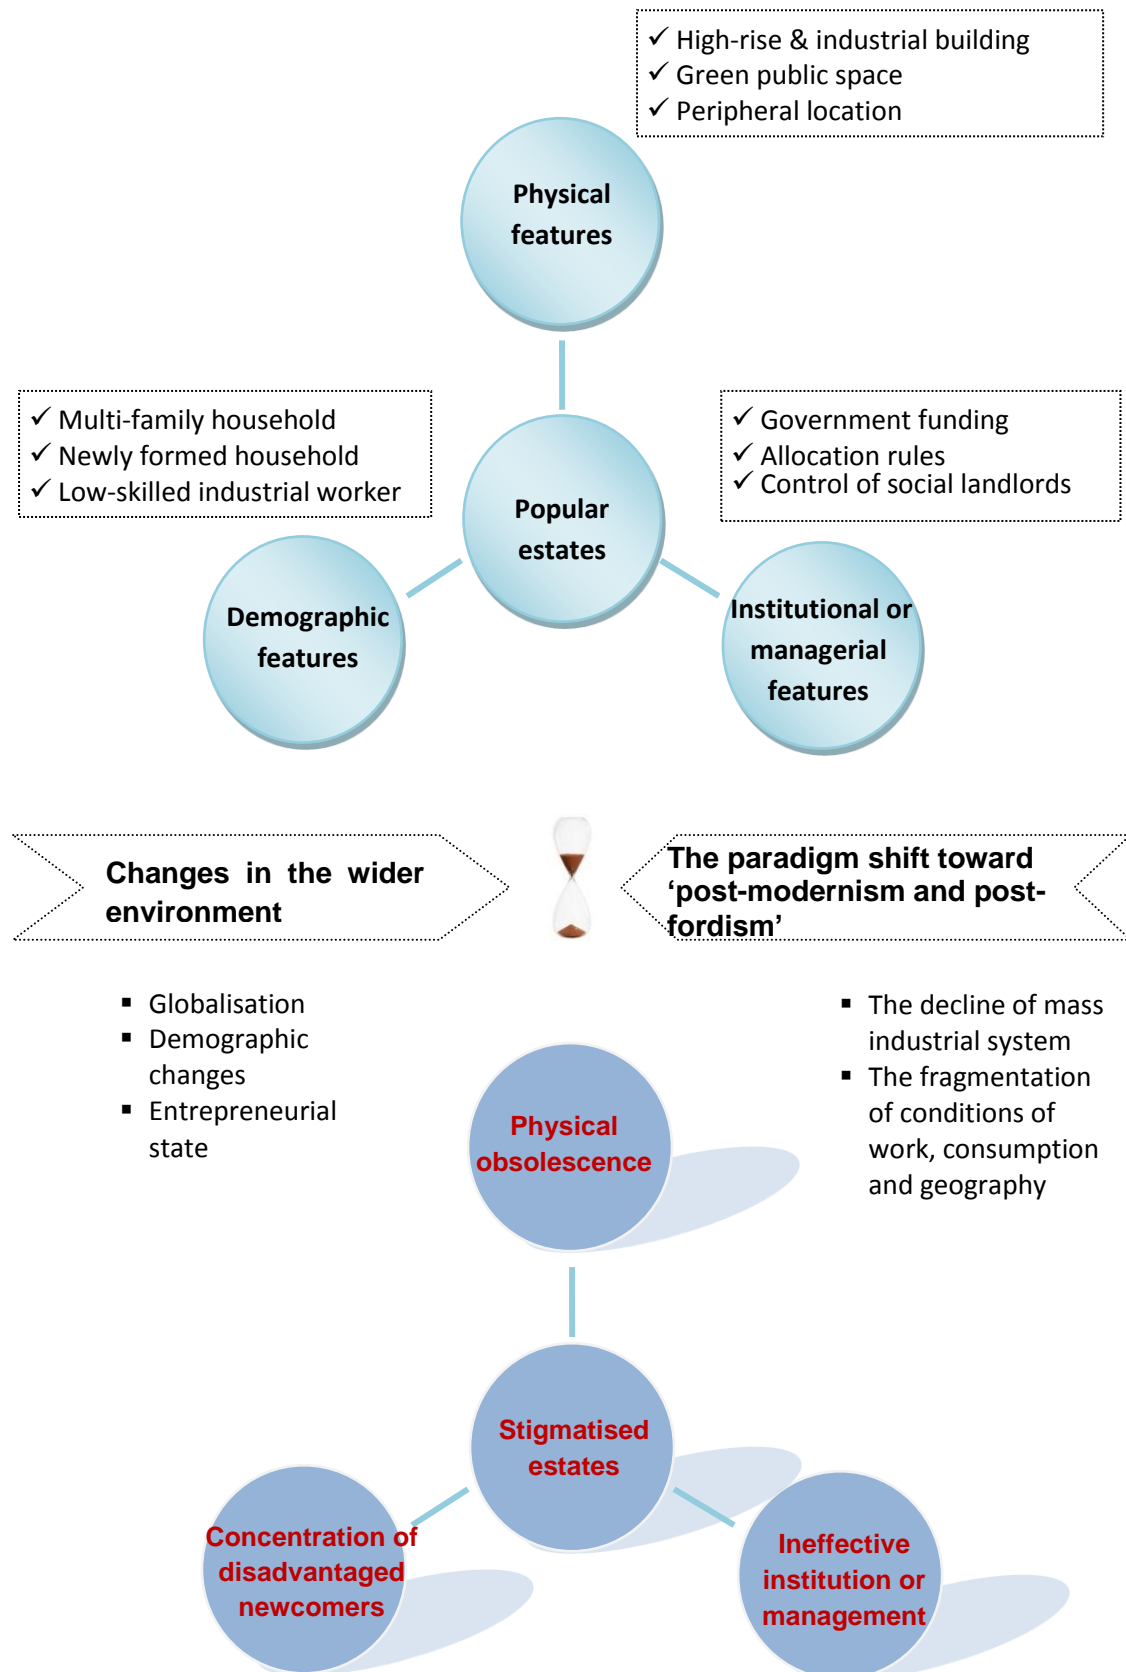 ✓ High-rise & industrial building
✓ Green public space
✓ Peripheral location
Physical
features
✓ Multi-family household
✓ Newly formed household
✓ Low-skilled industrial worker
✓ Government funding
✓ Allocation rules
✓ Control of social landlords
Popular
estates
Demographic
features
Institutional or
managerial
features
Changes in the wider
environment
The paradigm shift toward
‘post-modernism and post-
fordism’
▪ Globalisation
▪ Demographic
changes
▪ Entrepreneurial
state
▪ The decline of mass
industrial system
▪ The fragmentation
of conditions of
work, consumption
and geography
Physical
obsolescence
Stigmatised
estates
Concentration of
disadvantaged
newcomers
Ineffective
institution or
management